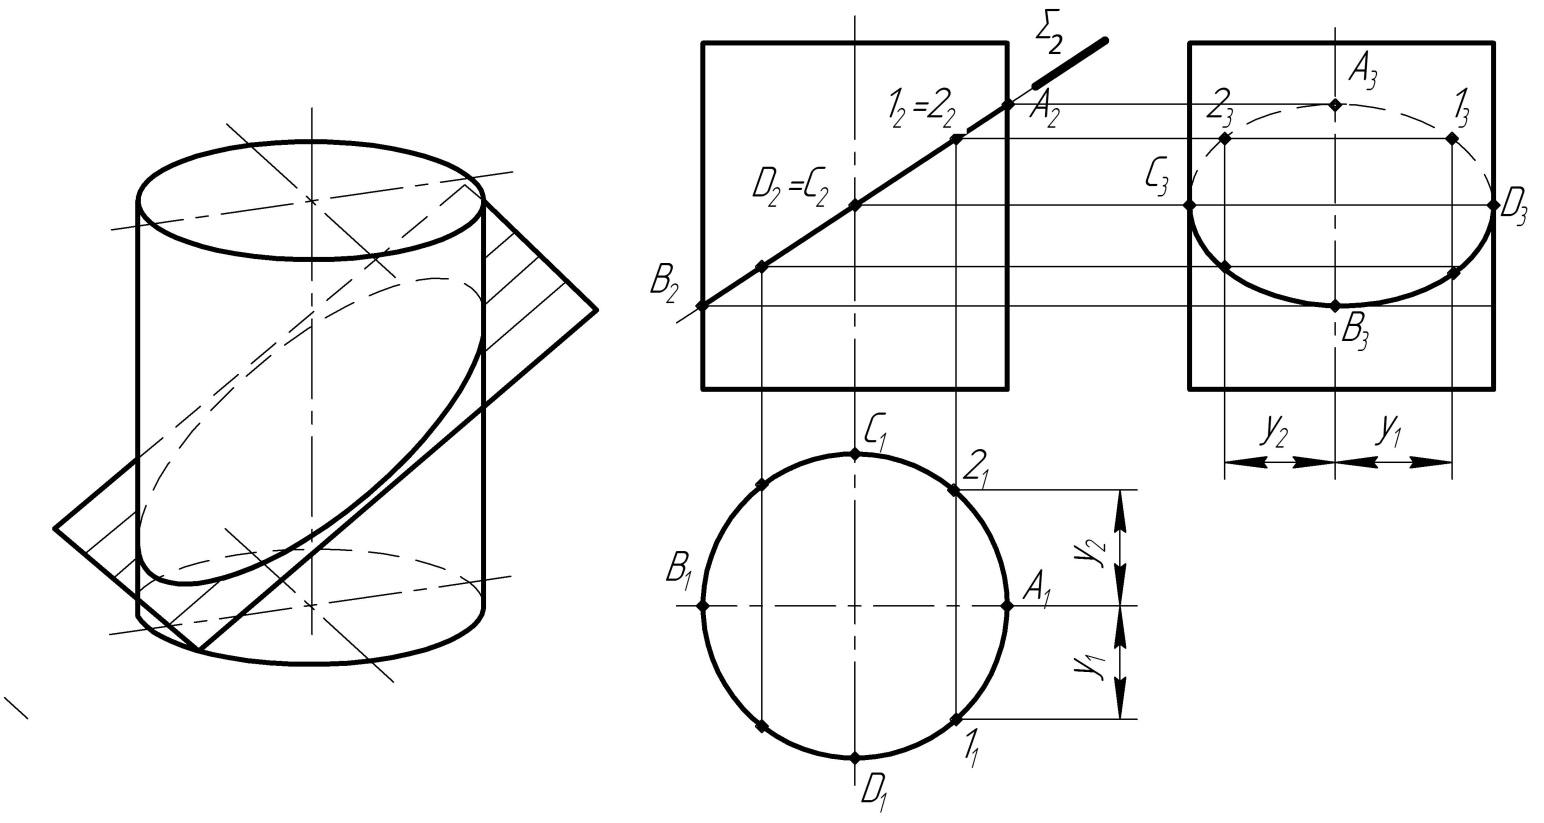 Σ₂
A₃
1₂=2₂
A₂
2₃
1₃
D₂=C₂
C₃
D₃
B₂
B₃
y₂
y₁
C₁
2₁
y₂
B₁
A₁
y₁
1₁
D₁